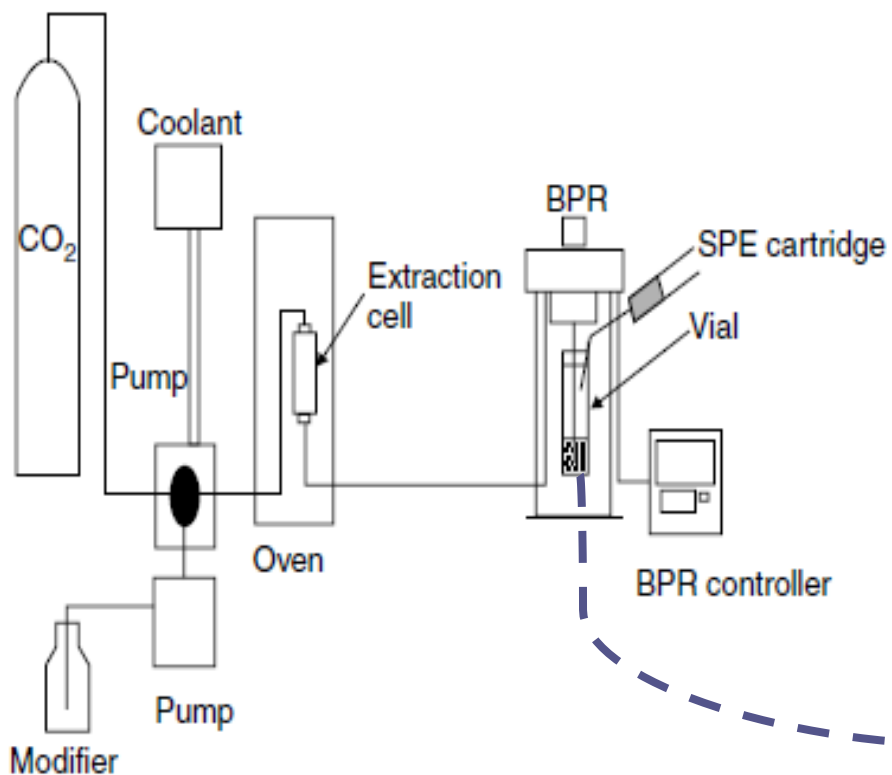 Coolant
CO₂
BPR
SPE cartridge
Extraction
cell
Vial
Pump
Oven
BPR controller
Pump
Modifier